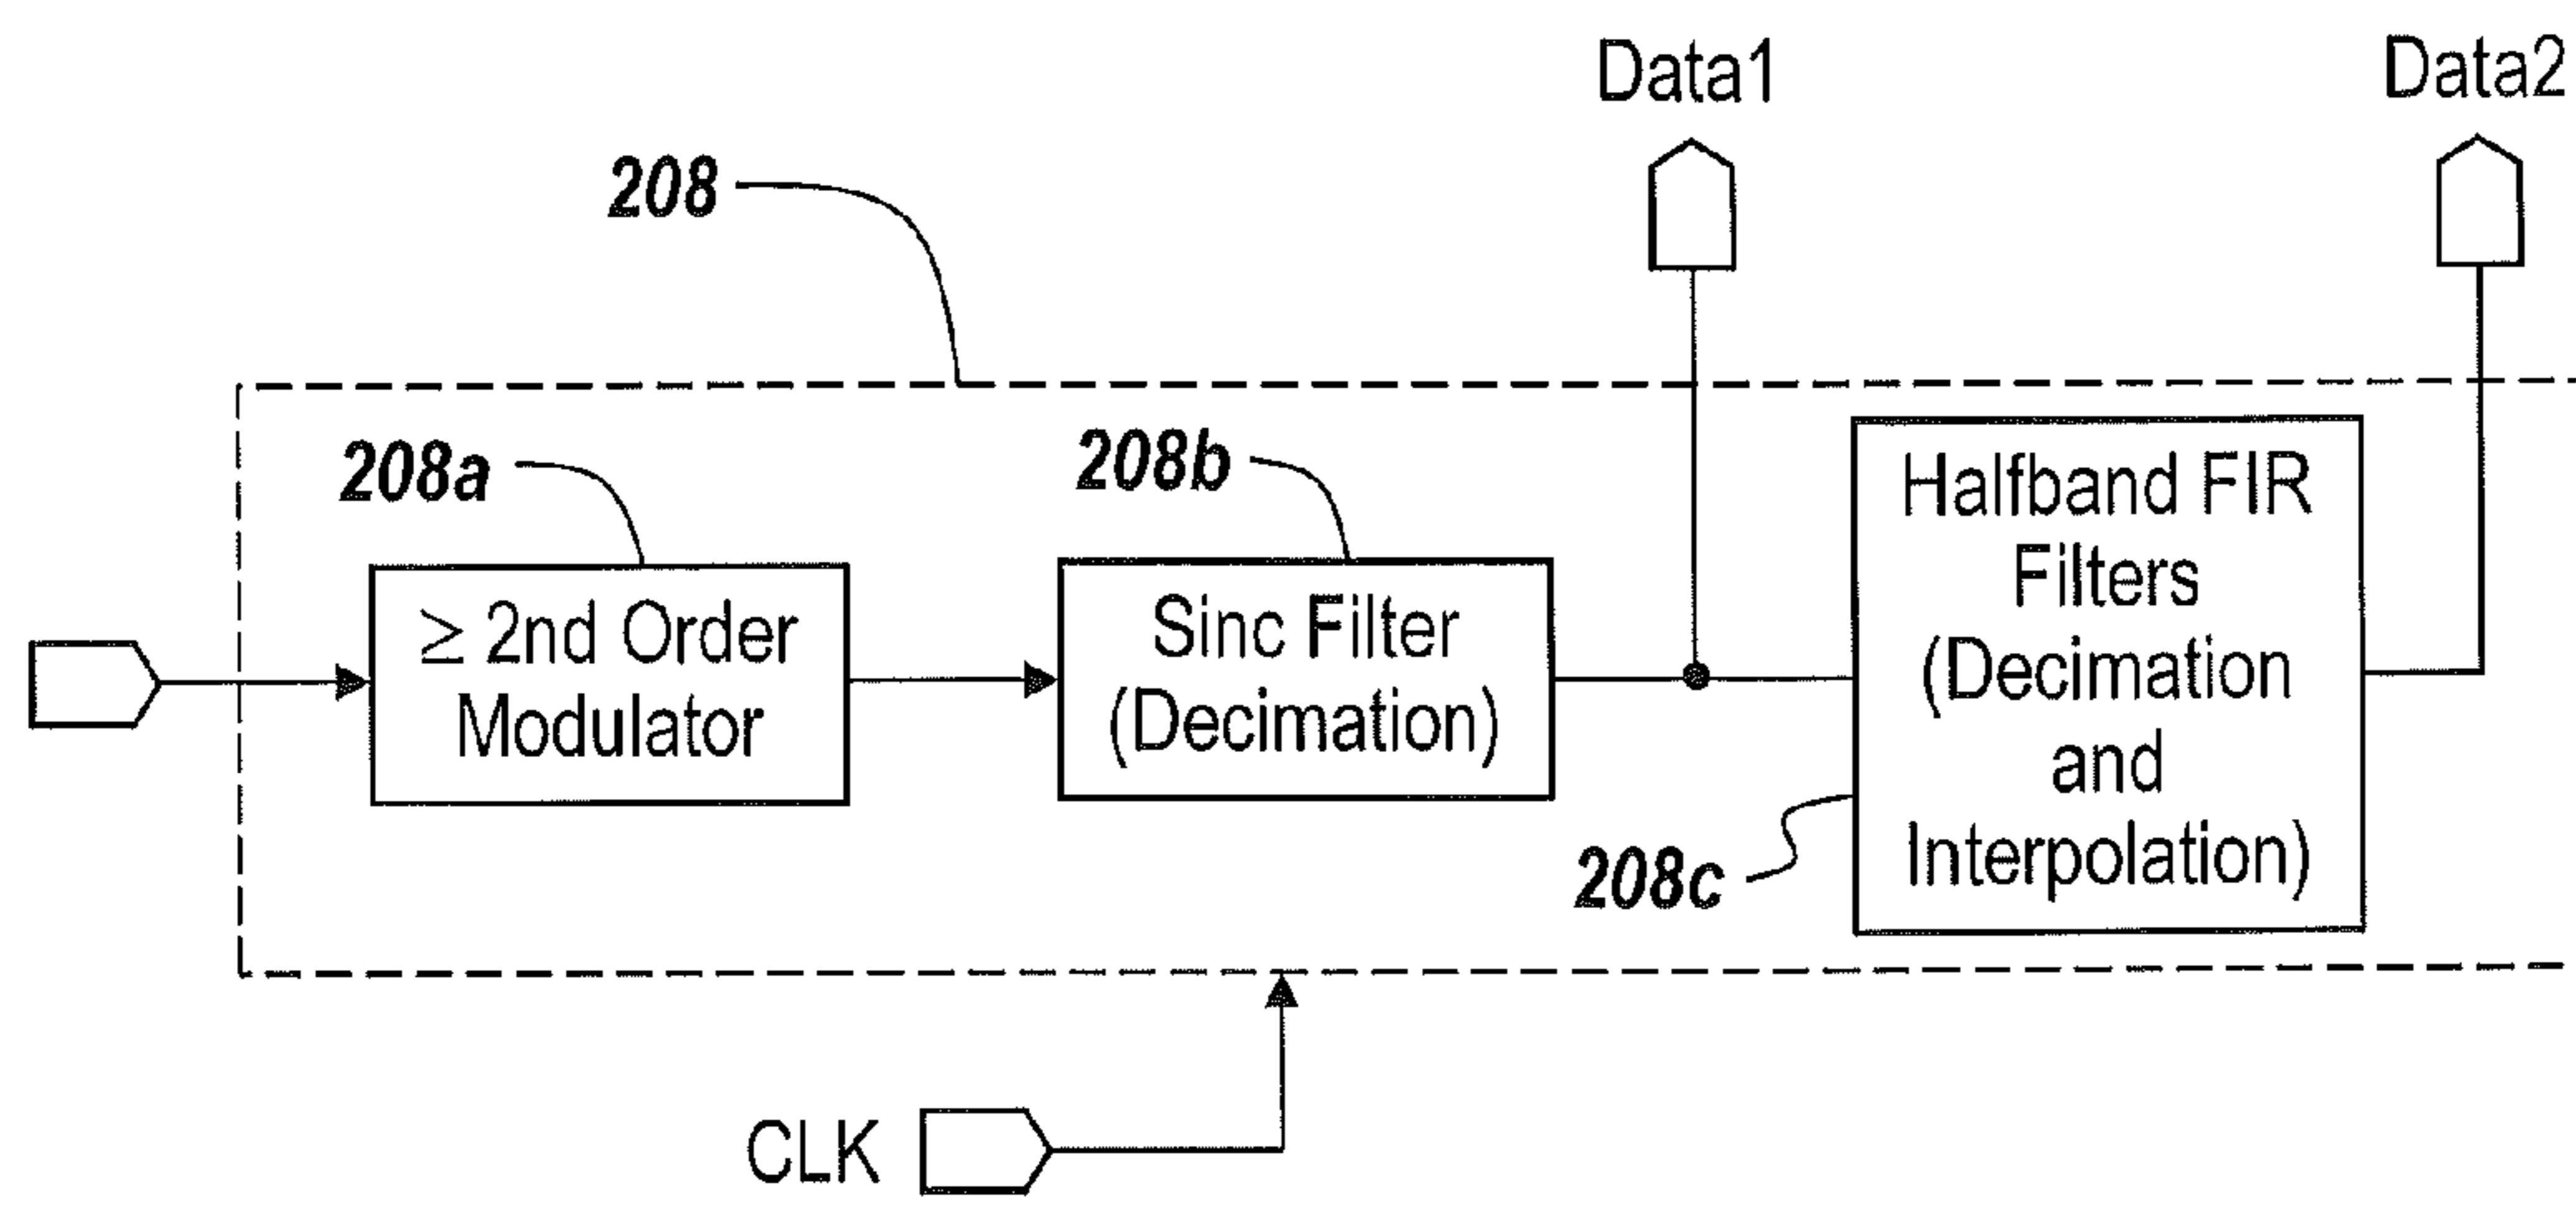 Data1
Data2
208
208a
208b
≥ 2nd Order
Modulator
Sinc Filter
(Decimation)
Halfband FIR
Filters
(Decimation
and
Interpolation)
208c
CLK